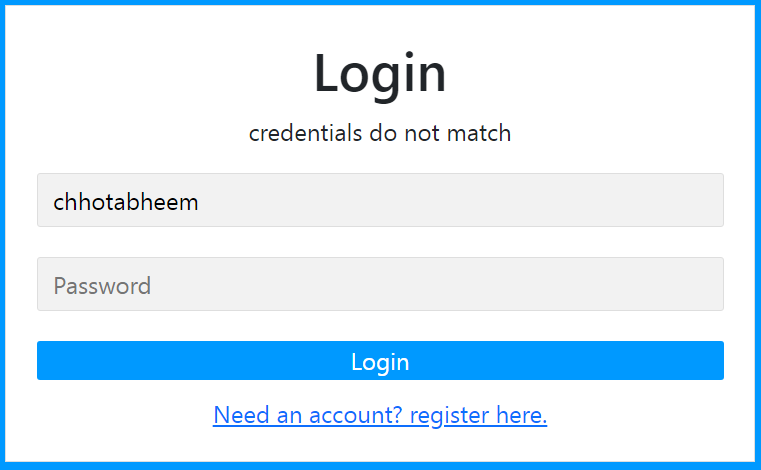 Login
credentials do not match
chhotabheem
Password
Login
Need an account? register here.